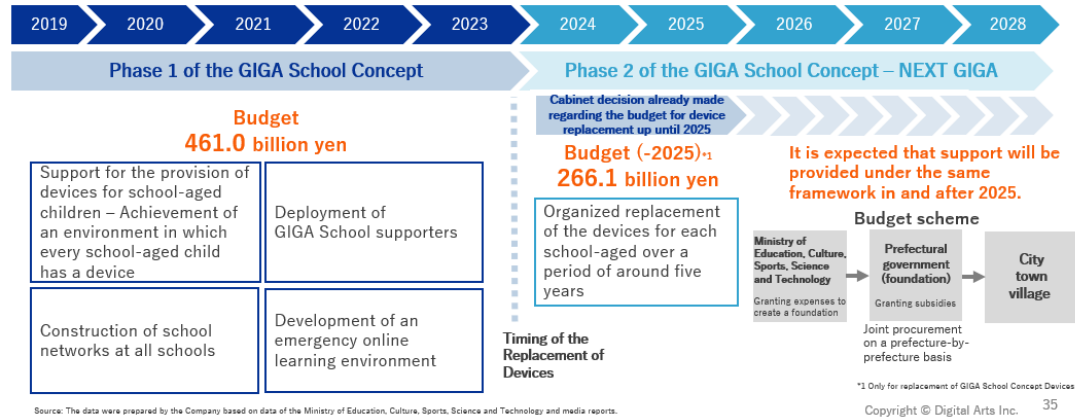 2019 2020 2021 2022 2023 2024 2025 2026 2027 2028
Phase 1 of the GIGA School Concept
Phase 2 of the GIGA School Concept – NEXT GIGA
Cabinet decision already made
regarding the budget for device
replacement up until 2025
Budget
461.0 billion yen
Support for the provision of
devices for school-aged
children – Achievement of
an environment in which
every school-aged child
has a device
Deployment of
GIGA School supporters
Construction of school
networks at all schools
Development of an
emergency online
learning environment
Timing of the
Replacement of
Devices
Budget (-2025)*1
266.1 billion yen
Organized replacement
of the devices for each
school-aged over a
period of around five
years
It is expected that support will be
provided under the same
framework in and after 2025.
Budget scheme
Ministry of
Education, Culture,
Sports, Science
and Technology
Granting expenses to
create a foundation
Prefectural
government
(foundation)
Granting subsidies
City
town
village
Joint procurement
on a prefecture-by-
prefecture basis
*1 Only for replacement of GIGA School Concept Devices
Source: The data were prepared by the Company based on data of the Ministry of Education, Culture, Sports, Science and Technology and media reports.
Copyright © Digital Arts Inc. 35